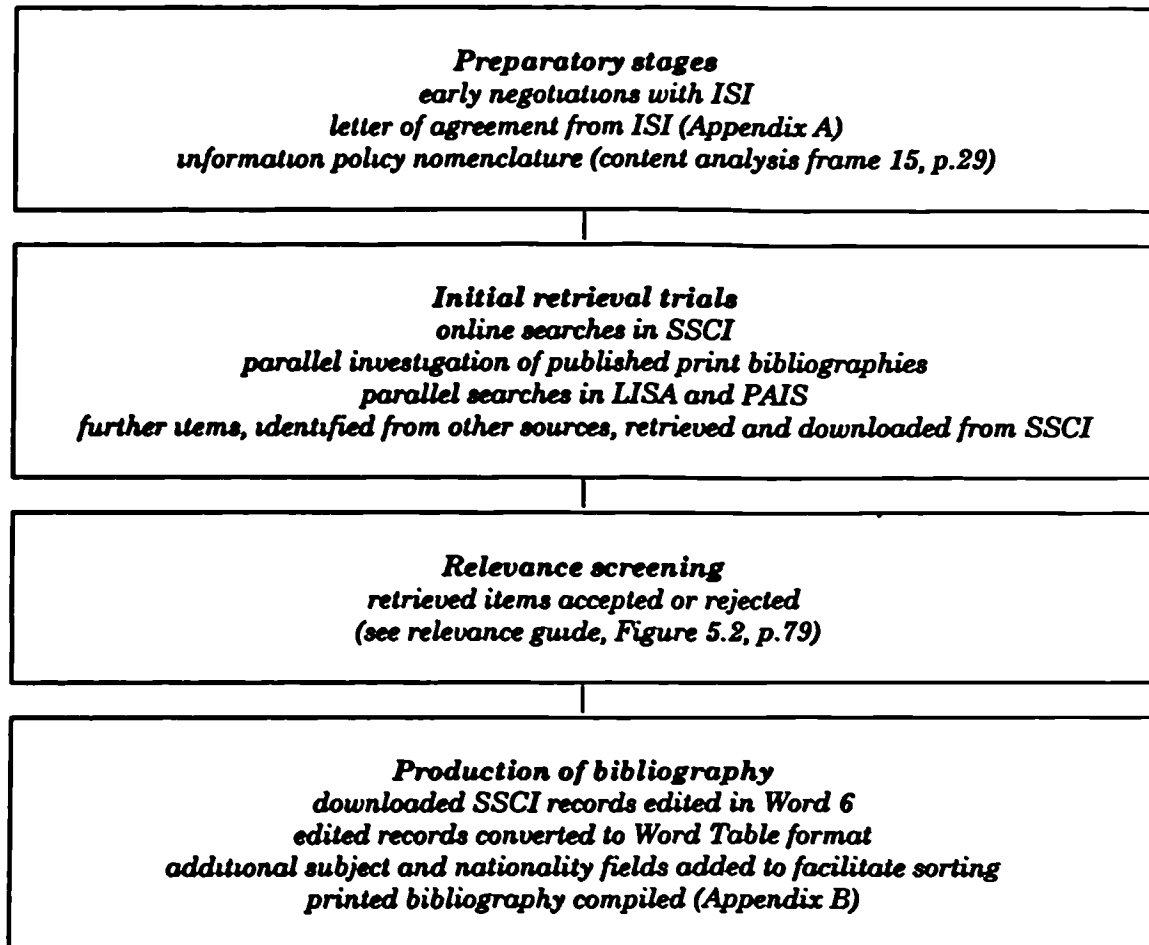 Preparatory stages
early negotiations with ISI
letter of agreement from ISI (Appendix A)
information policy nomenclature (content analysis frame 15, p.29)
Initial retrieval trials
online searches in SSCI
parallel investigation of published print bibliographies
parallel searches in LISA and PAIS
further items, identified from other sources, retrieved and downloaded from SSCI
Relevance screening
retrieved items accepted or rejected
(see relevance guide, Figure 5.2, p.79)
Production of bibliography
downloaded SSCI records edited in Word 6
edited records converted to Word Table format
additional subject and nationality fields added to facilitate sorting
printed bibliography compiled (Appendix B)